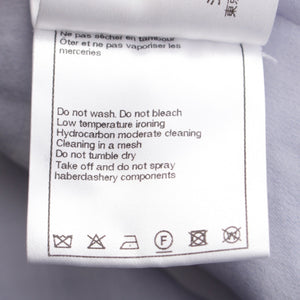 Ne pas sécher en tambour
Ôter et ne pas vaporiser les
merceries
Do not wash. Do not bleach
Low temperature ironing
Hydrocarbon moderate cleaning
Cleaning in a mesh
Do not tumble dry
Take off and do not spray
haberdashery components
F